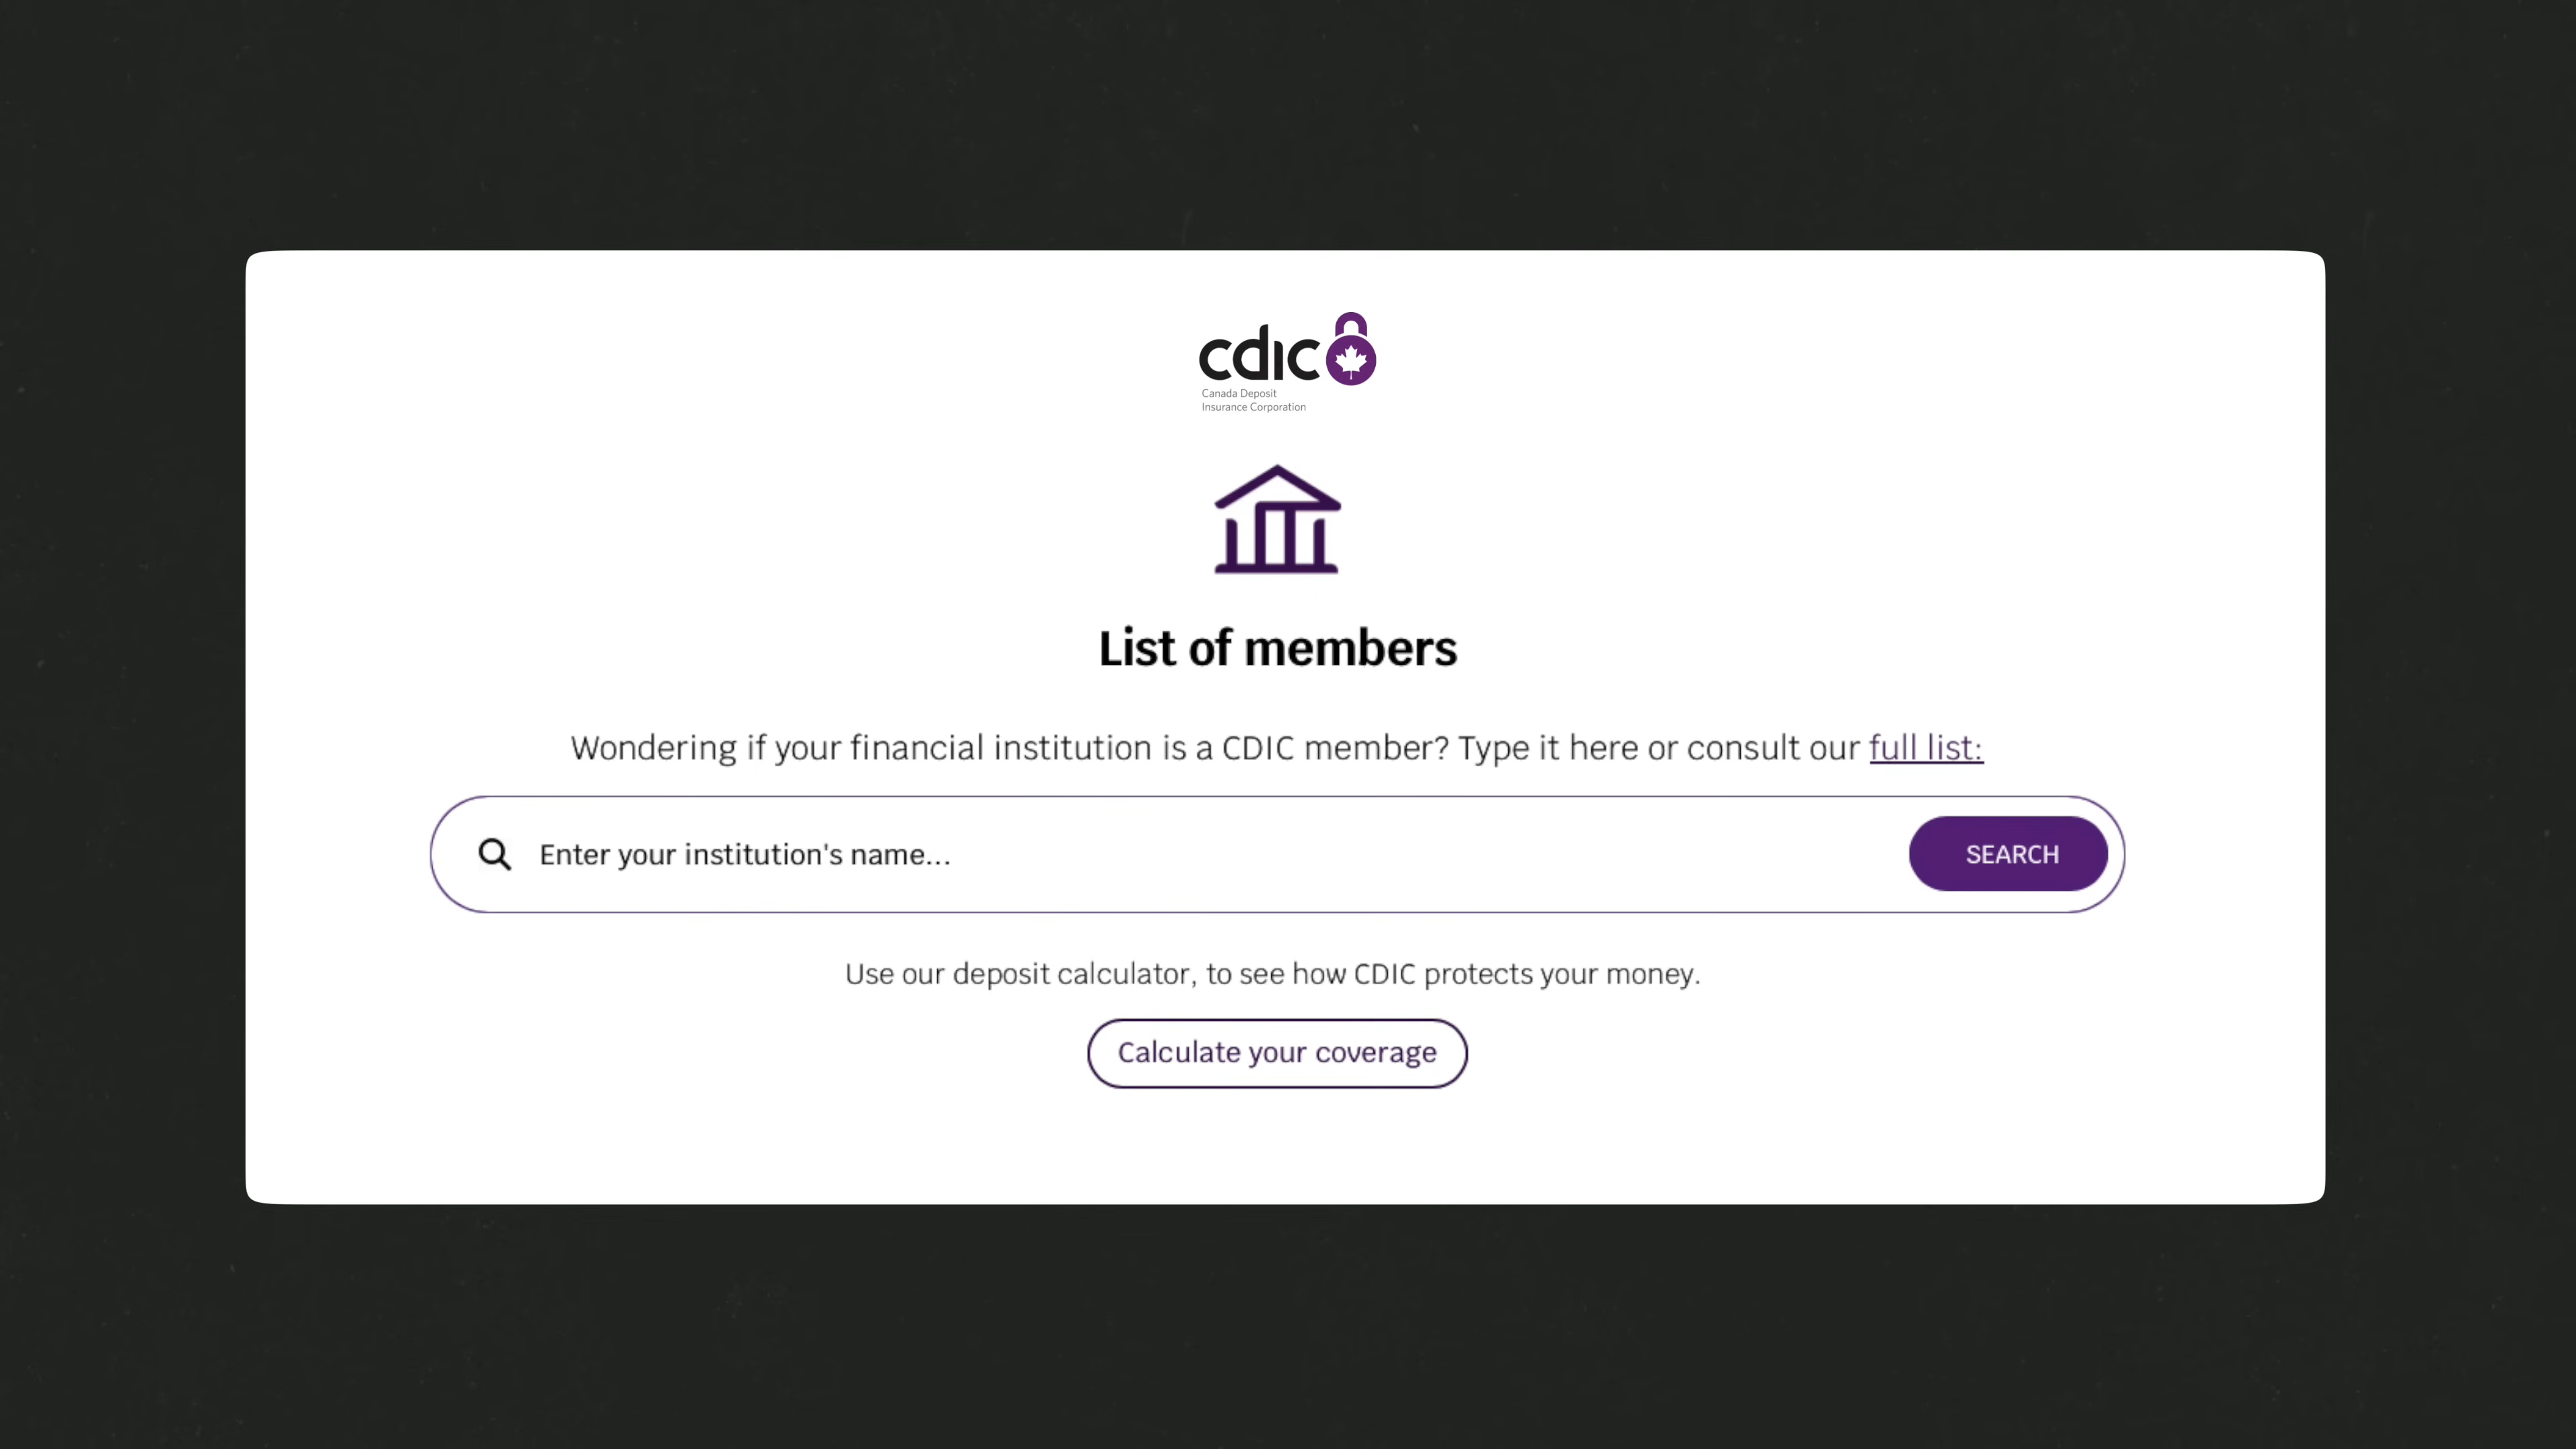 cdic
Canada Deposit
Insurance Corporation
List of members
Wondering if your financial institution is a CDIC member? Type it here or consult our full list:
Enter your institution's name...
SEARCH
Use our deposit calculator, to see how CDIC protects your money.
Calculate your coverage